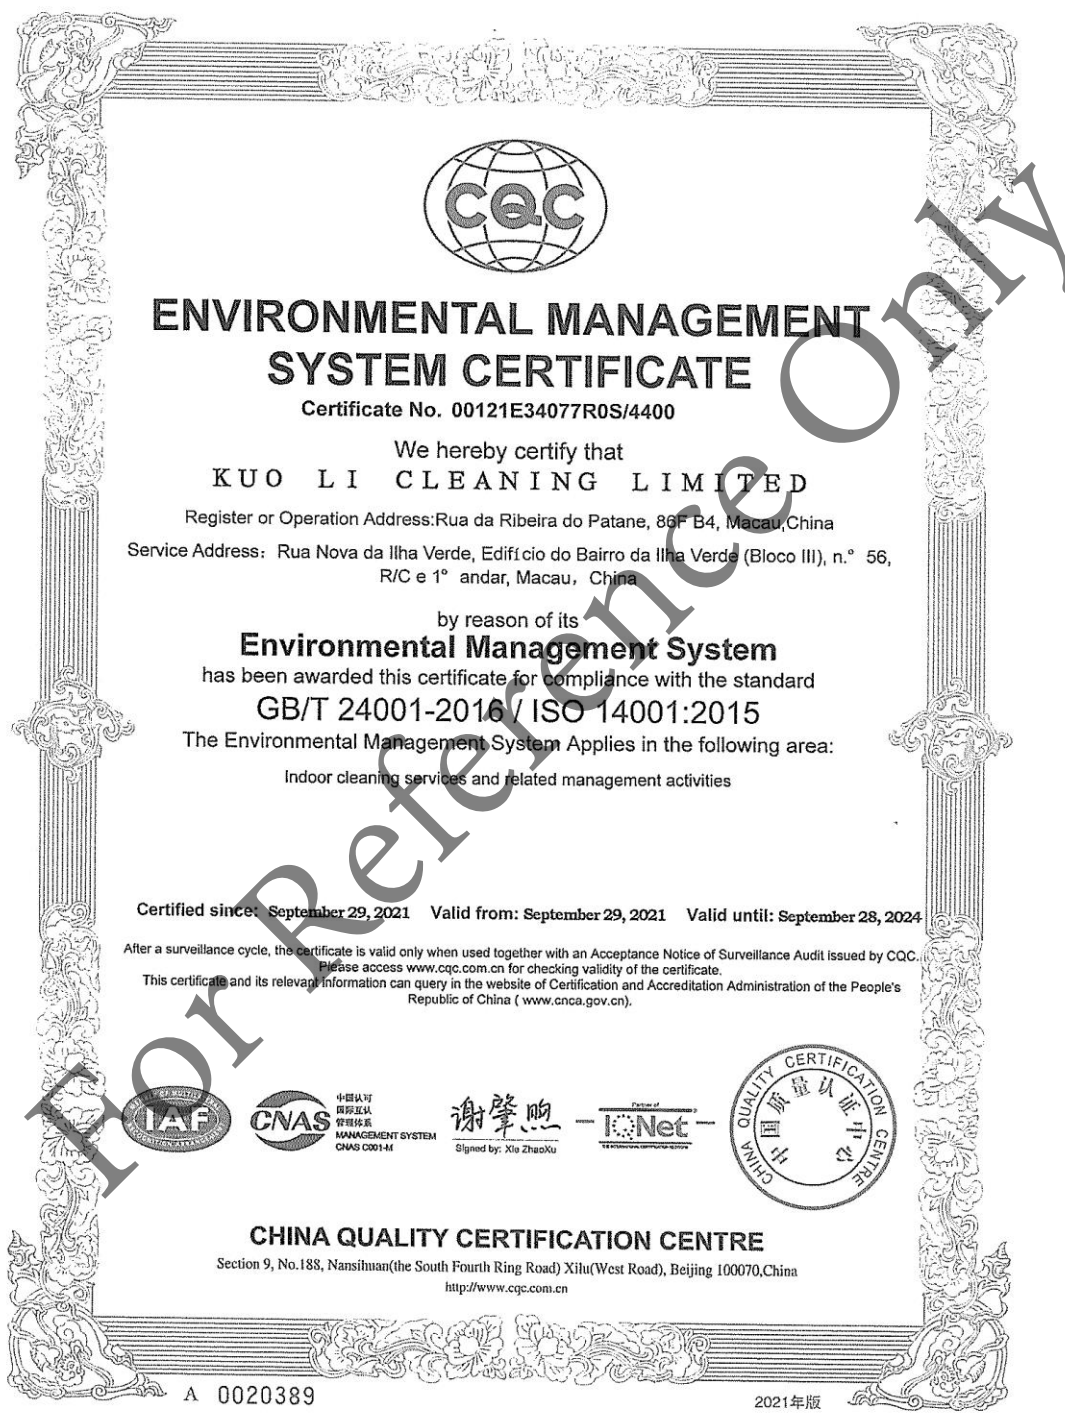 CQC
ENVIRONMENTAL MANAGEMENT
SYSTEM CERTIFICATE
Certificate No. 00121E34077R0S/4400
We hereby certify that
KUO LI CLEANING LIMITED
Register or Operation Address:Rua da Ribeira do Patane, 86F B4, Macau,China
Service Address: Rua Nova da Ilha Verde, Edifício do Bairro da Ilha Verde (Bloco III), n.° 56,
R/C e 1° andar, Macau, China
by reason of its
Environmental Management System
has been awarded this certificate for compliance with the standard
GB/T 24001-2016 / ISO 14001:2015
The Environmental Management System Applies in the following area:
Indoor cleaning services and related management activities
Certified since: September 29, 2021 Valid from: September 29, 2021 Valid until: September 28, 2024
After a surveillance cycle, the certificate is valid only when used together with an Acceptance Notice of Surveillance Audit issued by CQC.
Please access www.cqc.com.cn for checking validity of the certificate.
This certificate and its relevant information can query in the website of Certification and Accreditation Administration of the People's
Republic of China ( www.cnca.gov.cn).
IAF
CNAS
中国认可
国际互认
管理体系
MANAGEMENT SYSTEM
CNAS C001-M
谢肇煦
Signed by: Xie ZhaoXu
Partner of
IQNet
CHINA QUALITY CERTIFICATION CENTRE
中国质量认证中心
CHINA QUALITY CERTIFICATION CENTRE
Section 9, No.188, Nansihuan(the South Fourth Ring Road) Xilu(West Road), Beijing 100070,China
http://www.cqc.com.cn
A 0020389
2021年版
For Reference Only